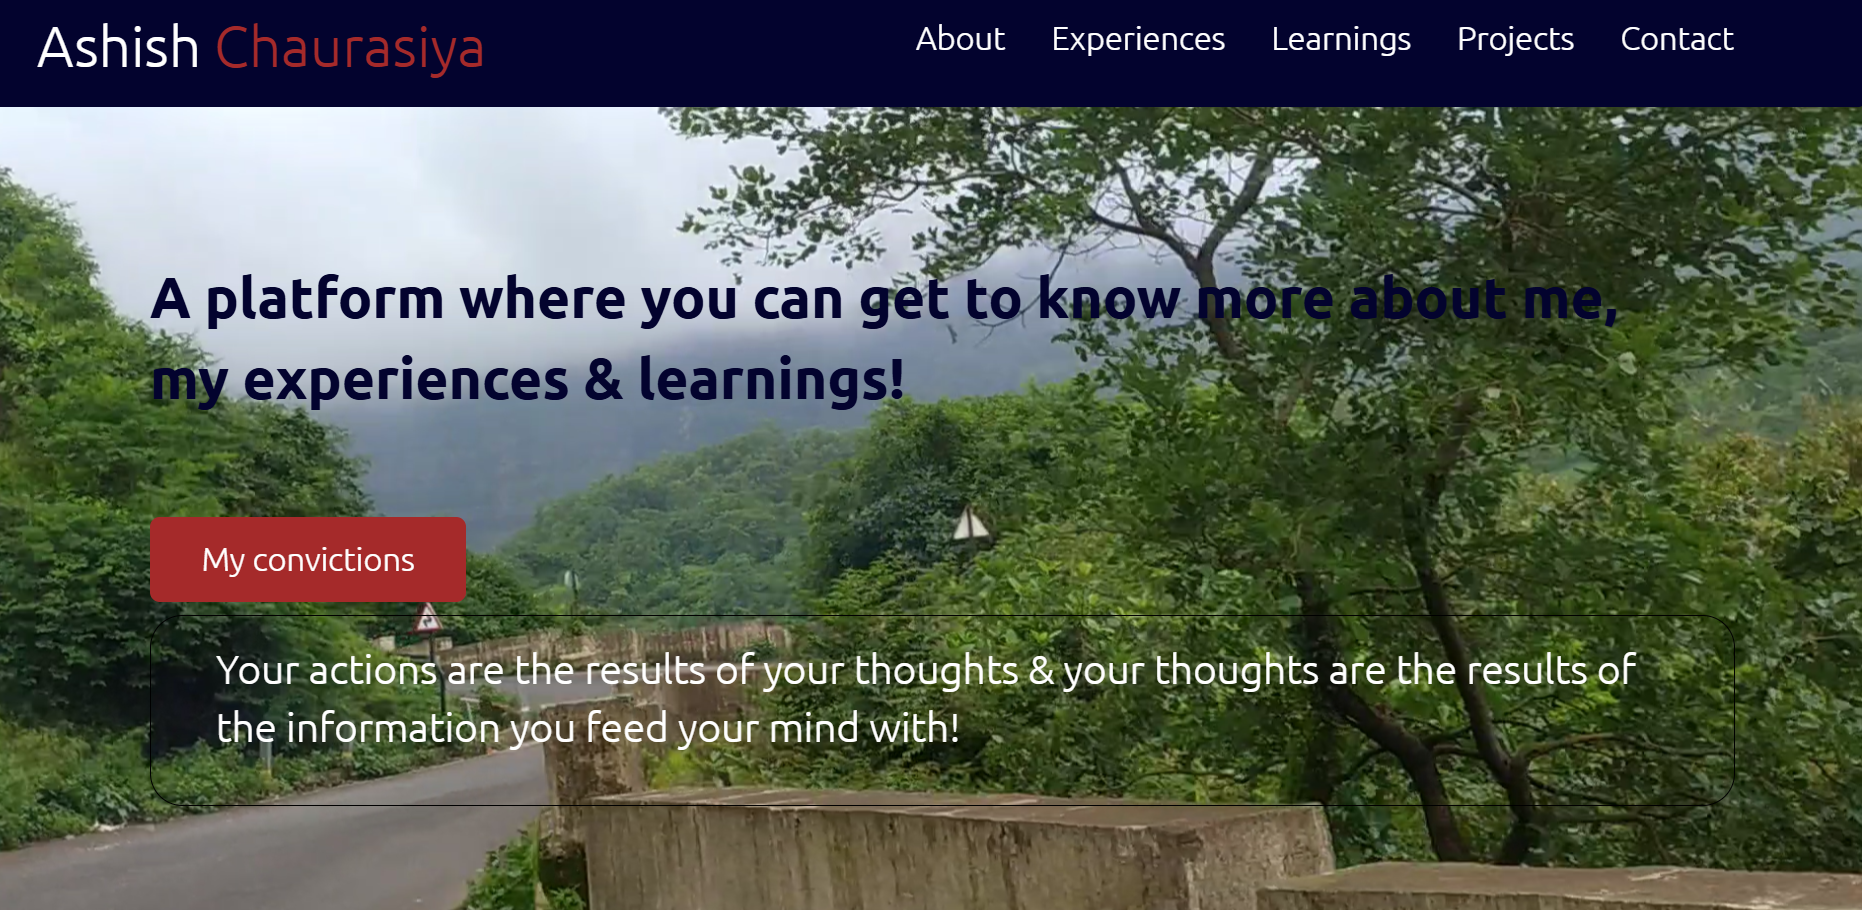 Ashish Chaurasiya
About Experiences Learnings Projects Contact
A platform where you can get to know more about me,
my experiences & learnings!
My convictions
Your actions are the results of your thoughts & your thoughts are the results of
the information you feed your mind with!